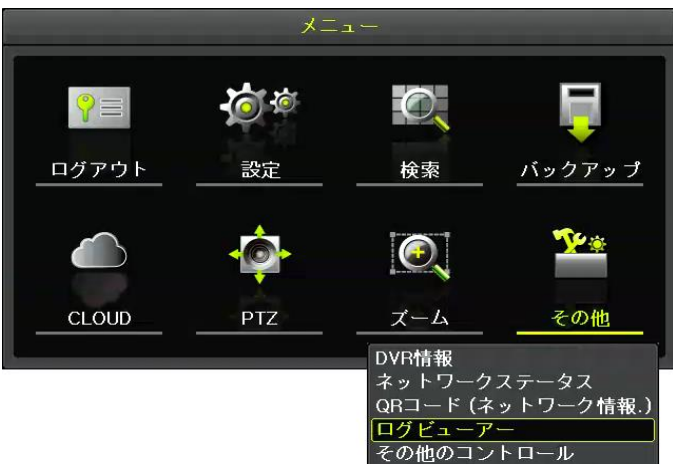 メニュー
ログアウト 設定 検索 バックアップ
CLOUD PTZ ズーム その他
DVR情報
ネットワークステータス
QRコード (ネットワーク情報.)
ログビューアー
その他のコントロール